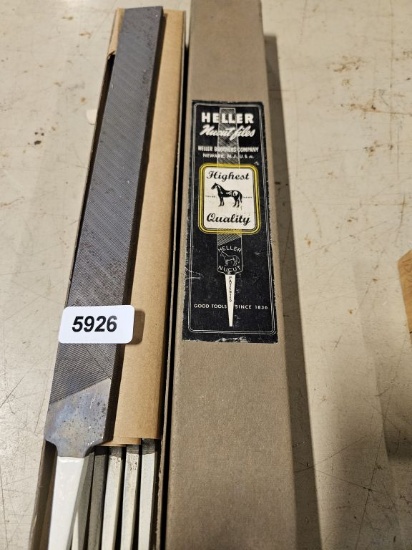 HELLER
Nucut files
HELLER BROTHERS COMPANY
NEWARK, N.J., U.S.A.
Highest
Quality
HELLER
NUCUT
GOOD TOOLS SINCE 1836
5926